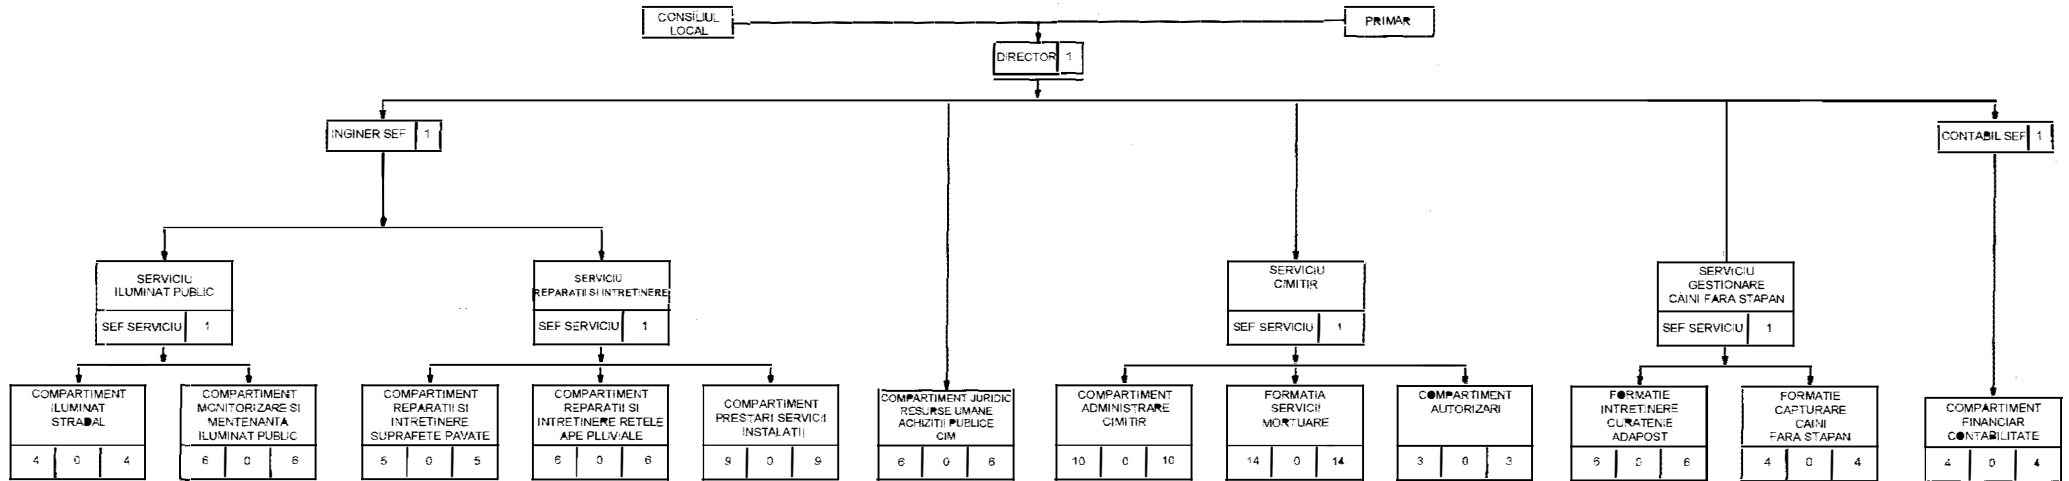 CONSILIUL
LOCAL
PRIMAR
DIRECTOR 1
INGINER SEF 1
CONTABIL SEF 1
SERVICIU
ILUMINAT PUBLIC
SEF SERVICIU 1
SERVICIU
REPARATII SI INTRETINERE
SEF SERVICIU 1
SERVICIU
CIMITIR
SEF SERVICIU 1
SERVICIU
GESTIONARE
CAINI FARA STAPAN
SEF SERVICIU 1
COMPARTIMENT
ILUMINAT
STRADAL
4 0 4
COMPARTIMENT
MONITORIZARE SI
MENTENANTA
ILUMINAT PUBLIC
6 0 6
COMPARTIMENT
REPARATII SI
INTRETINERE
SUPRAFETE PAVATE
5 0 5
COMPARTIMENT
REPARATII SI
INTRETINERE RETELE
APE PLUVIALE
6 0 6
COMPARTIMENT
PRESTARI SERVICII
INSTALATII
9 0 9
COMPARTIMENT JURIDIC
RESURSE UMANE
ACHIZITII PUBLICE
CIM
6 0 6
COMPARTIMENT
ADMINISTRARE
CIMITIR
10 0 10
FORMATIA
SERVICII
MORTUARE
14 0 14
COMPARTIMENT
AUTORIZARI
3 0 3
FORMATIE
INTRETINERE
CURATENIE
ADAPOST
6 0 6
FORMATIE
CAPTURARE
CAINI
FARA STAPAN
4 0 4
COMPARTIMENT
FINANCIAR
CONTABILITATE
4 0 4